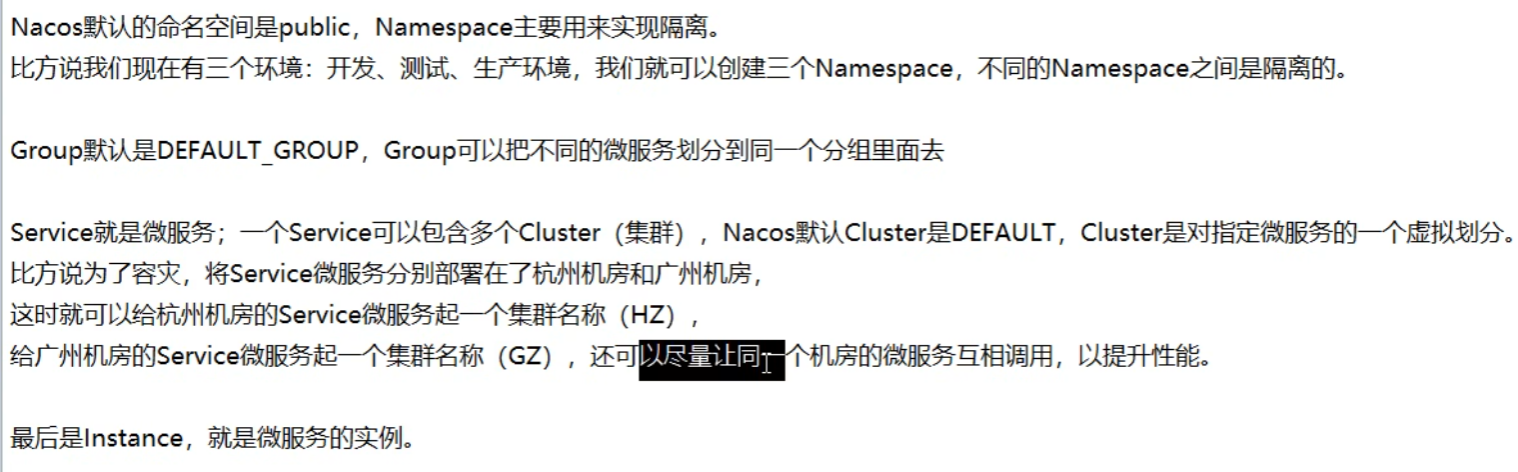 Nacos默认的命名空间是public，Namespace主要用来实现隔离。
比方说我们现在有三个环境：开发、测试、生产环境，我们就可以创建三个Namespace，不同的Namespace之间是隔离的。
Group默认是DEFAULT_GROUP，Group可以把不同的微服务划分到同一个分组里面去
Service就是微服务；一个Service可以包含多个Cluster（集群），Nacos默认Cluster是DEFAULT，Cluster是对指定微服务的一个虚拟划分。
比方说为了容灾，将Service微服务分别部署在了杭州机房和广州机房，
这时就可以给杭州机房的Service微服务起一个集群名称（HZ），
给广州机房的Service微服务起一个集群名称（GZ），还可以尽量让同一个机房的微服务互相调用，以提升性能。
最后是Instance，就是微服务的实例。